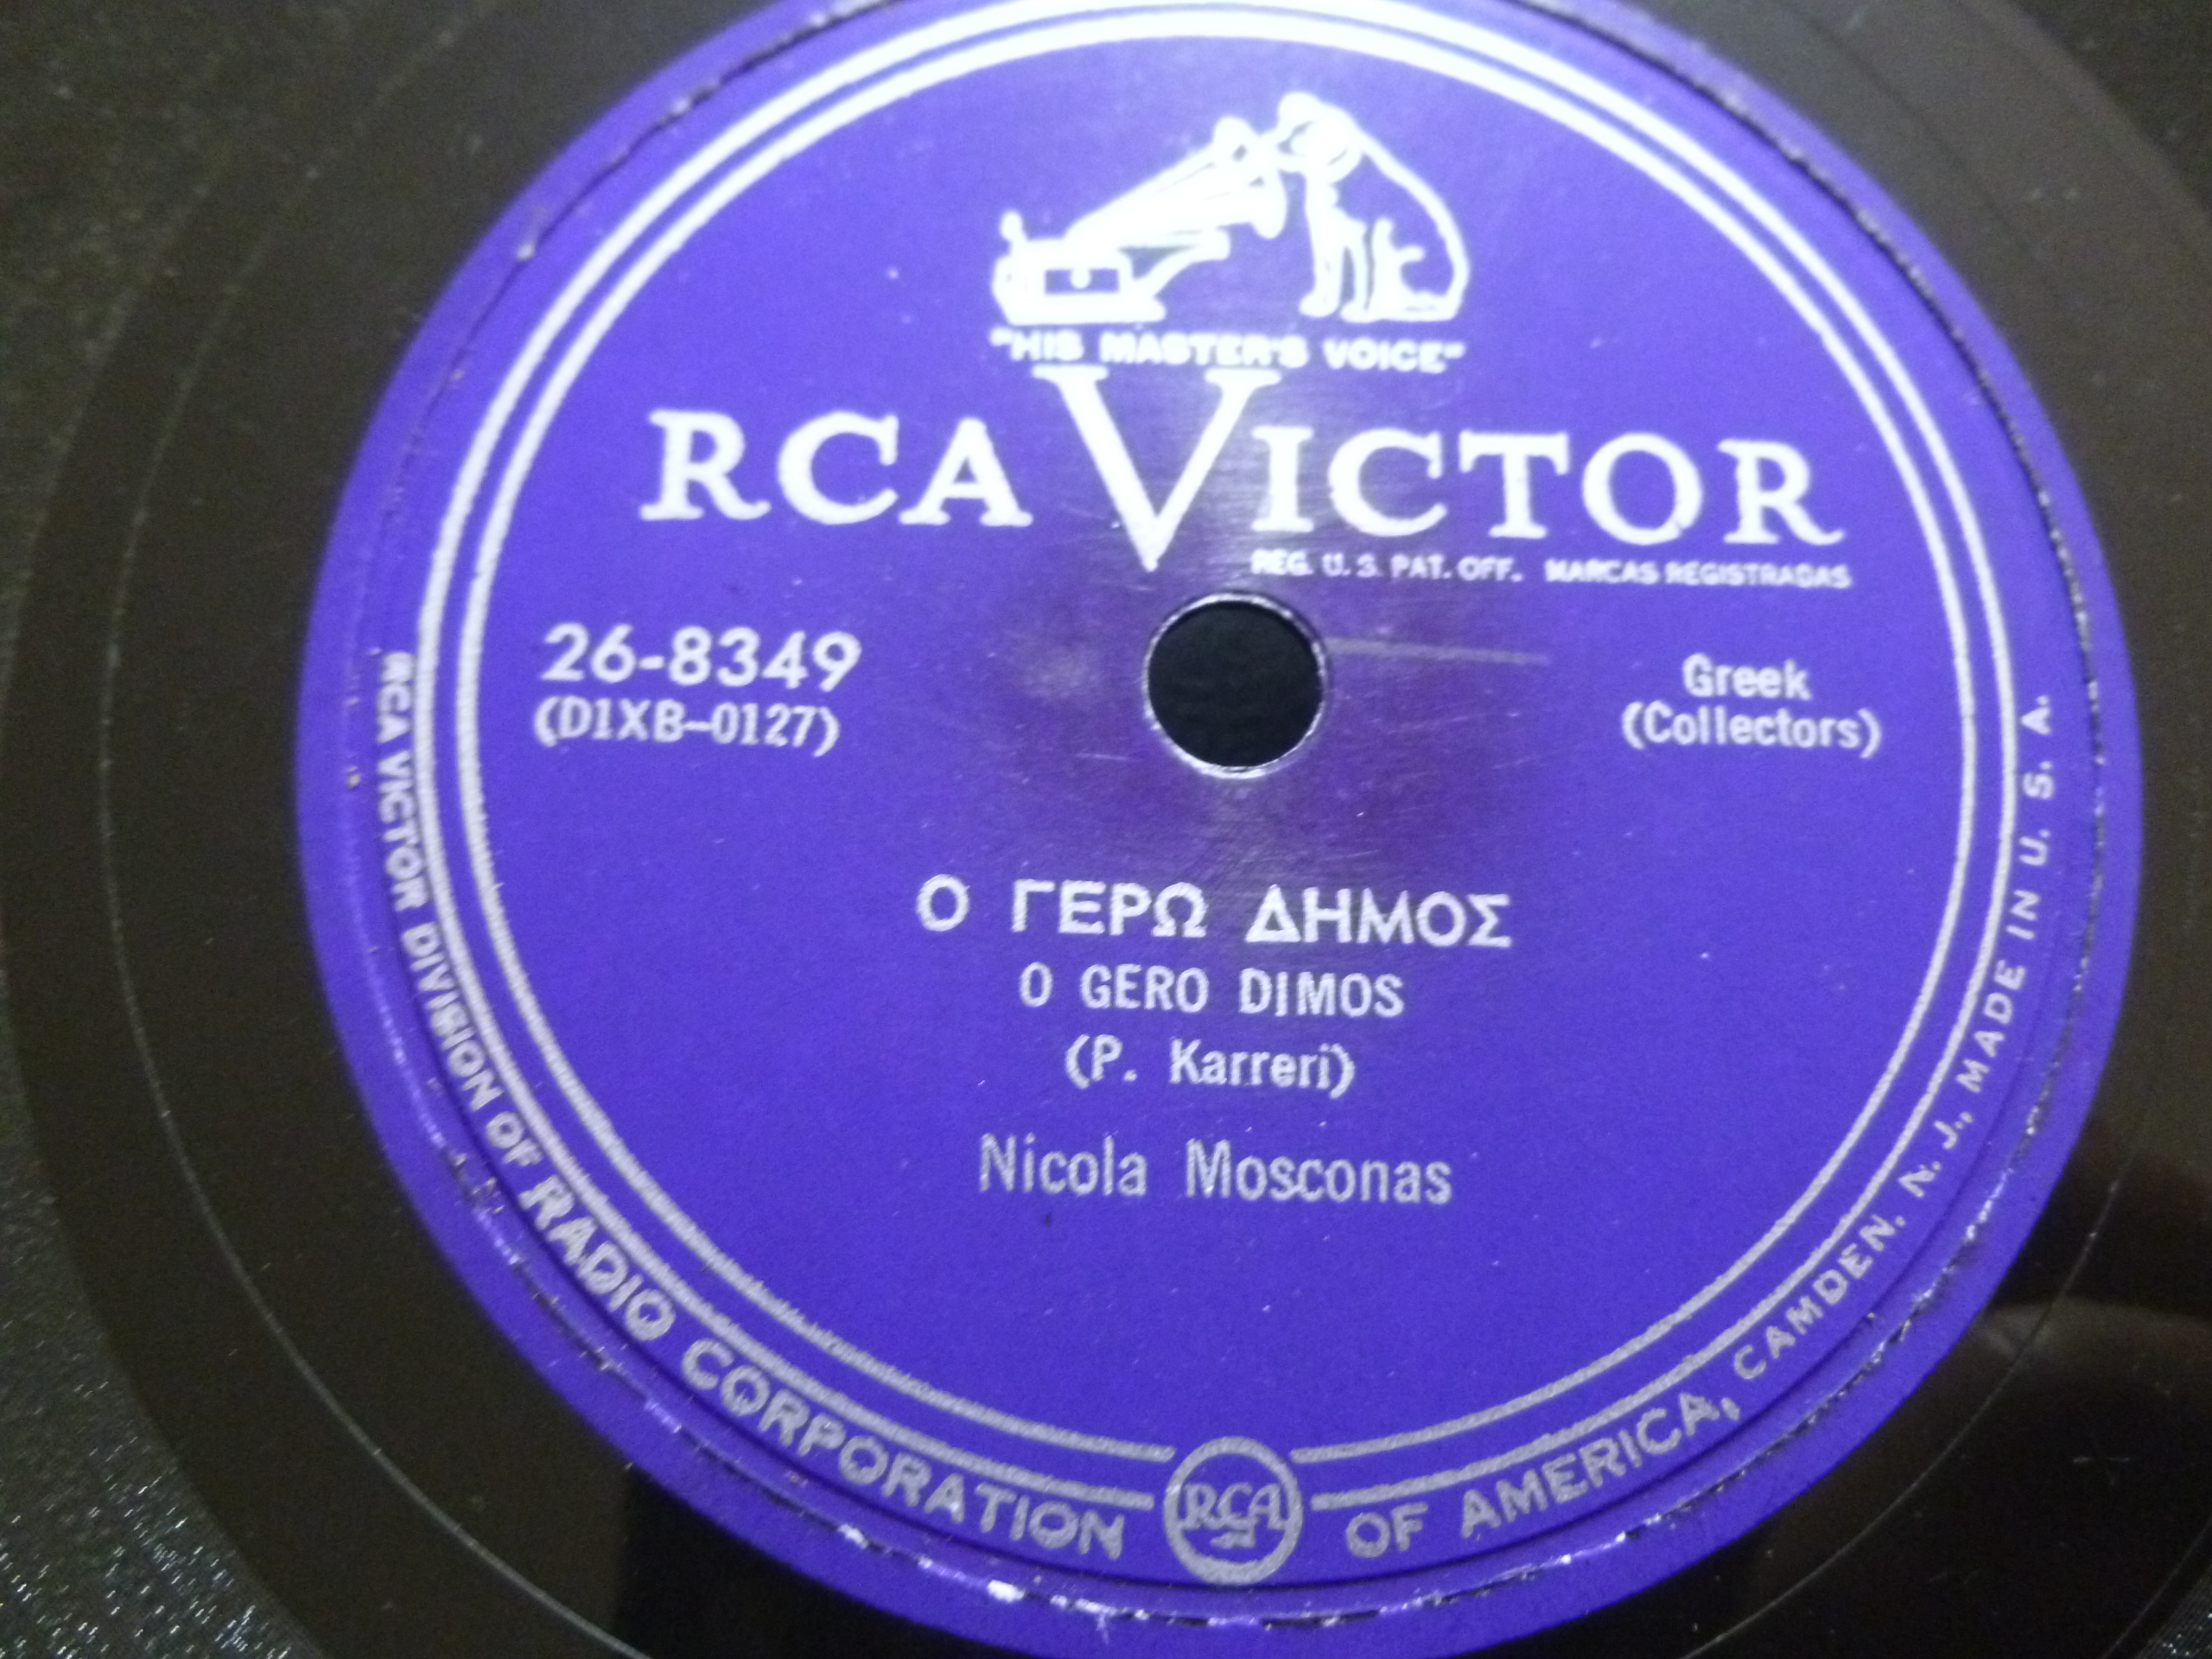 "HIS MASTER'S VOICE"
RCA VICTOR
REG. U. S. PAT. OFF. MARCAS REGISTRADAS
26-8349
(D1XB-0127)
Greek
(Collectors)
Ο ΓΕΡΩ ΔΗΜΟΣ
O GERO DIMOS
(P. Karreri)
Nicola Mosconas
RCA VICTOR DIVISION OF RADIO CORPORATION OF AMERICA, CAMDEN. N. J., MADE IN U. S. A.
RCA